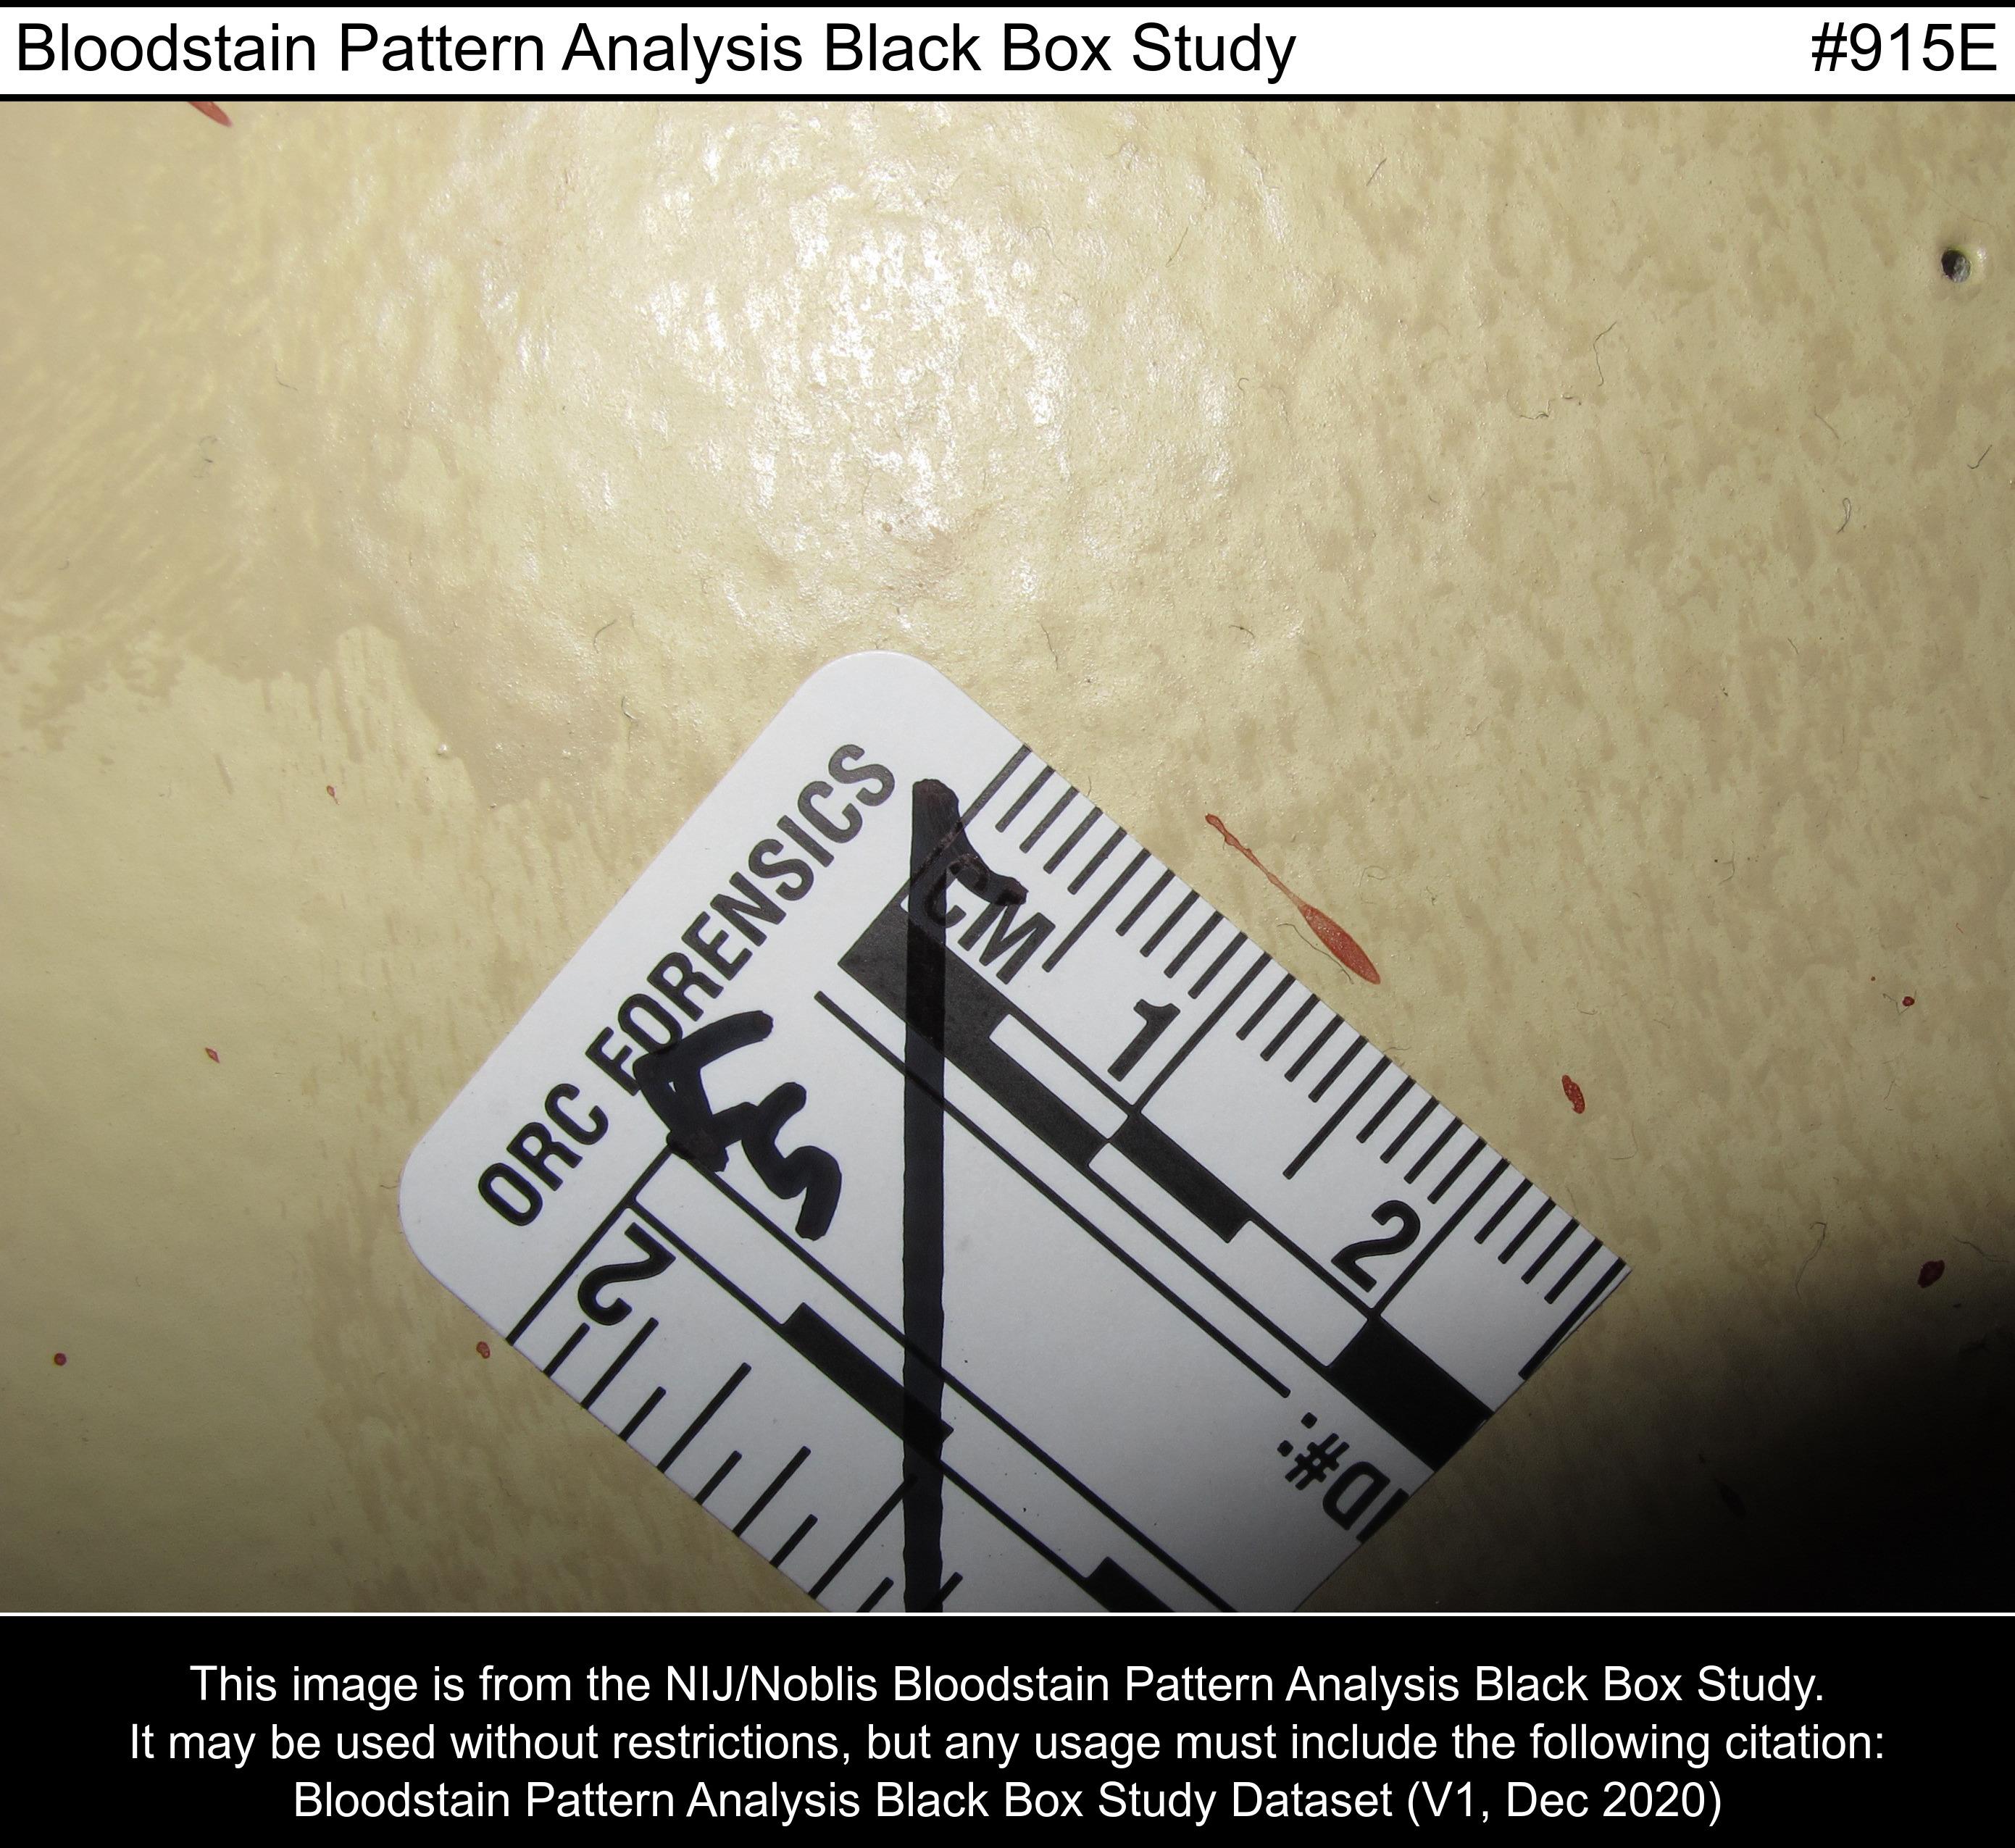 Bloodstain Pattern Analysis Black Box Study #915E
ORC FORENSICS
CM
1
2
F5
2
ID#:
This image is from the NIJ/Noblis Bloodstain Pattern Analysis Black Box Study.
It may be used without restrictions, but any usage must include the following citation:
Bloodstain Pattern Analysis Black Box Study Dataset (V1, Dec 2020)